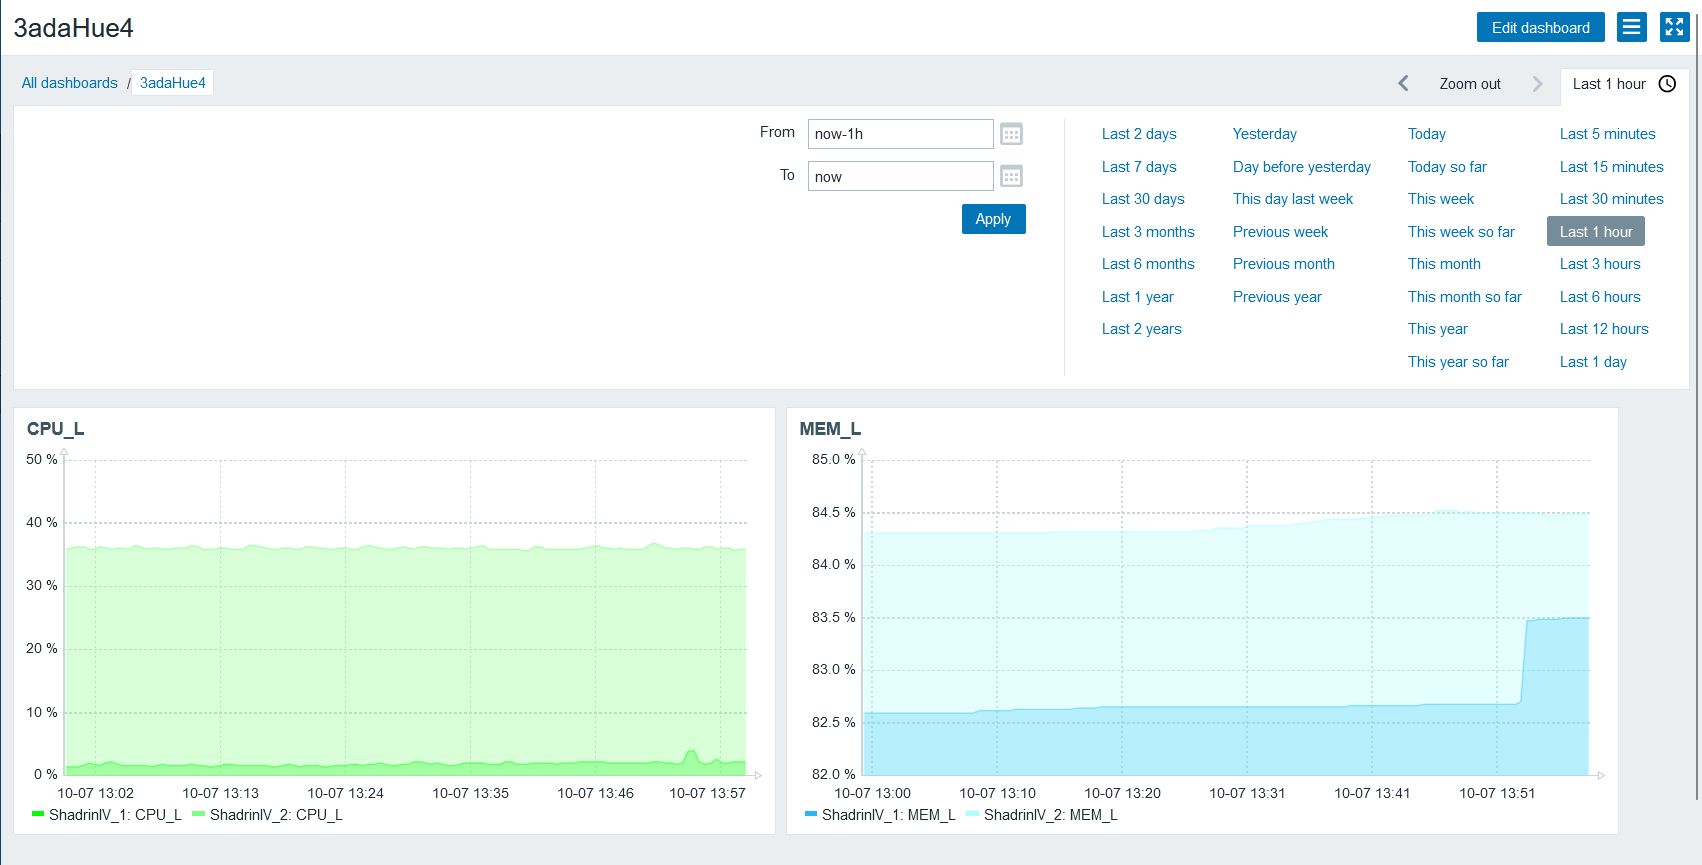 3adaHue4
Edit dashboard
All dashboards / 3adaHue4
Zoom out
Last 1 hour
From now-1h
To now
Apply
Last 2 days Yesterday Today Last 5 minutes
Last 7 days Day before yesterday Today so far Last 15 minutes
Last 30 days This day last week This week Last 30 minutes
Last 3 months Previous week This week so far Last 1 hour
Last 6 months Previous month This month Last 3 hours
Last 1 year Previous year This month so far Last 6 hours
Last 2 years This year Last 12 hours
This year so far Last 1 day
CPU_L
50 %
40 %
30 %
20 %
10 %
0 %
10-07 13:02 10-07 13:13 10-07 13:24 10-07 13:35 10-07 13:46 10-07 13:57
ShadrinIV_1: CPU_L ShadrinIV_2: CPU_L
MEM_L
85.0 %
84.5 %
84.0 %
83.5 %
83.0 %
82.5 %
82.0 %
10-07 13:00 10-07 13:10 10-07 13:20 10-07 13:31 10-07 13:41 10-07 13:51
ShadrinIV_1: MEM_L ShadrinIV_2: MEM_L